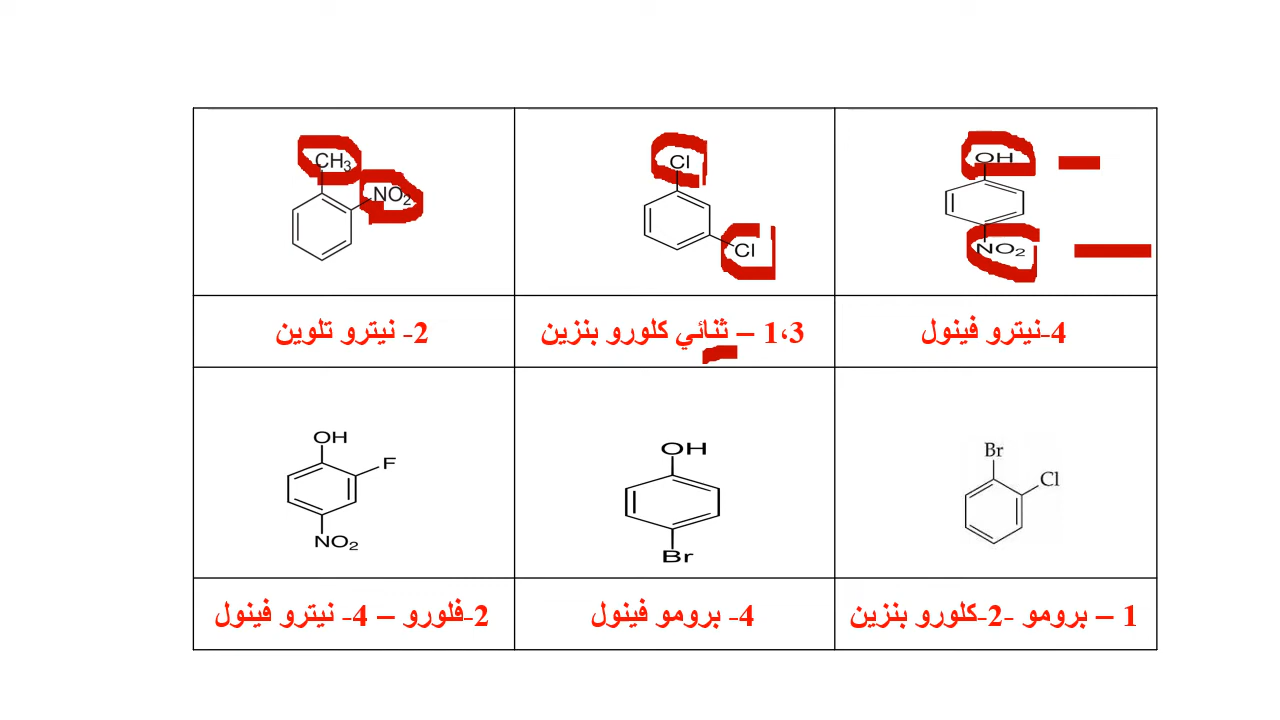 OH
NO2
Cl
Cl
CH3
NO2
4-نيترو فينول
1،3 – ثنائي كلورو بنزين
2- نيترو تلوين
Br
Cl
OH
Br
OH
F
NO2
1 – برومو -2-كلورو بنزين
4- برومو فينول
2-فلورو – 4- نيترو فينول